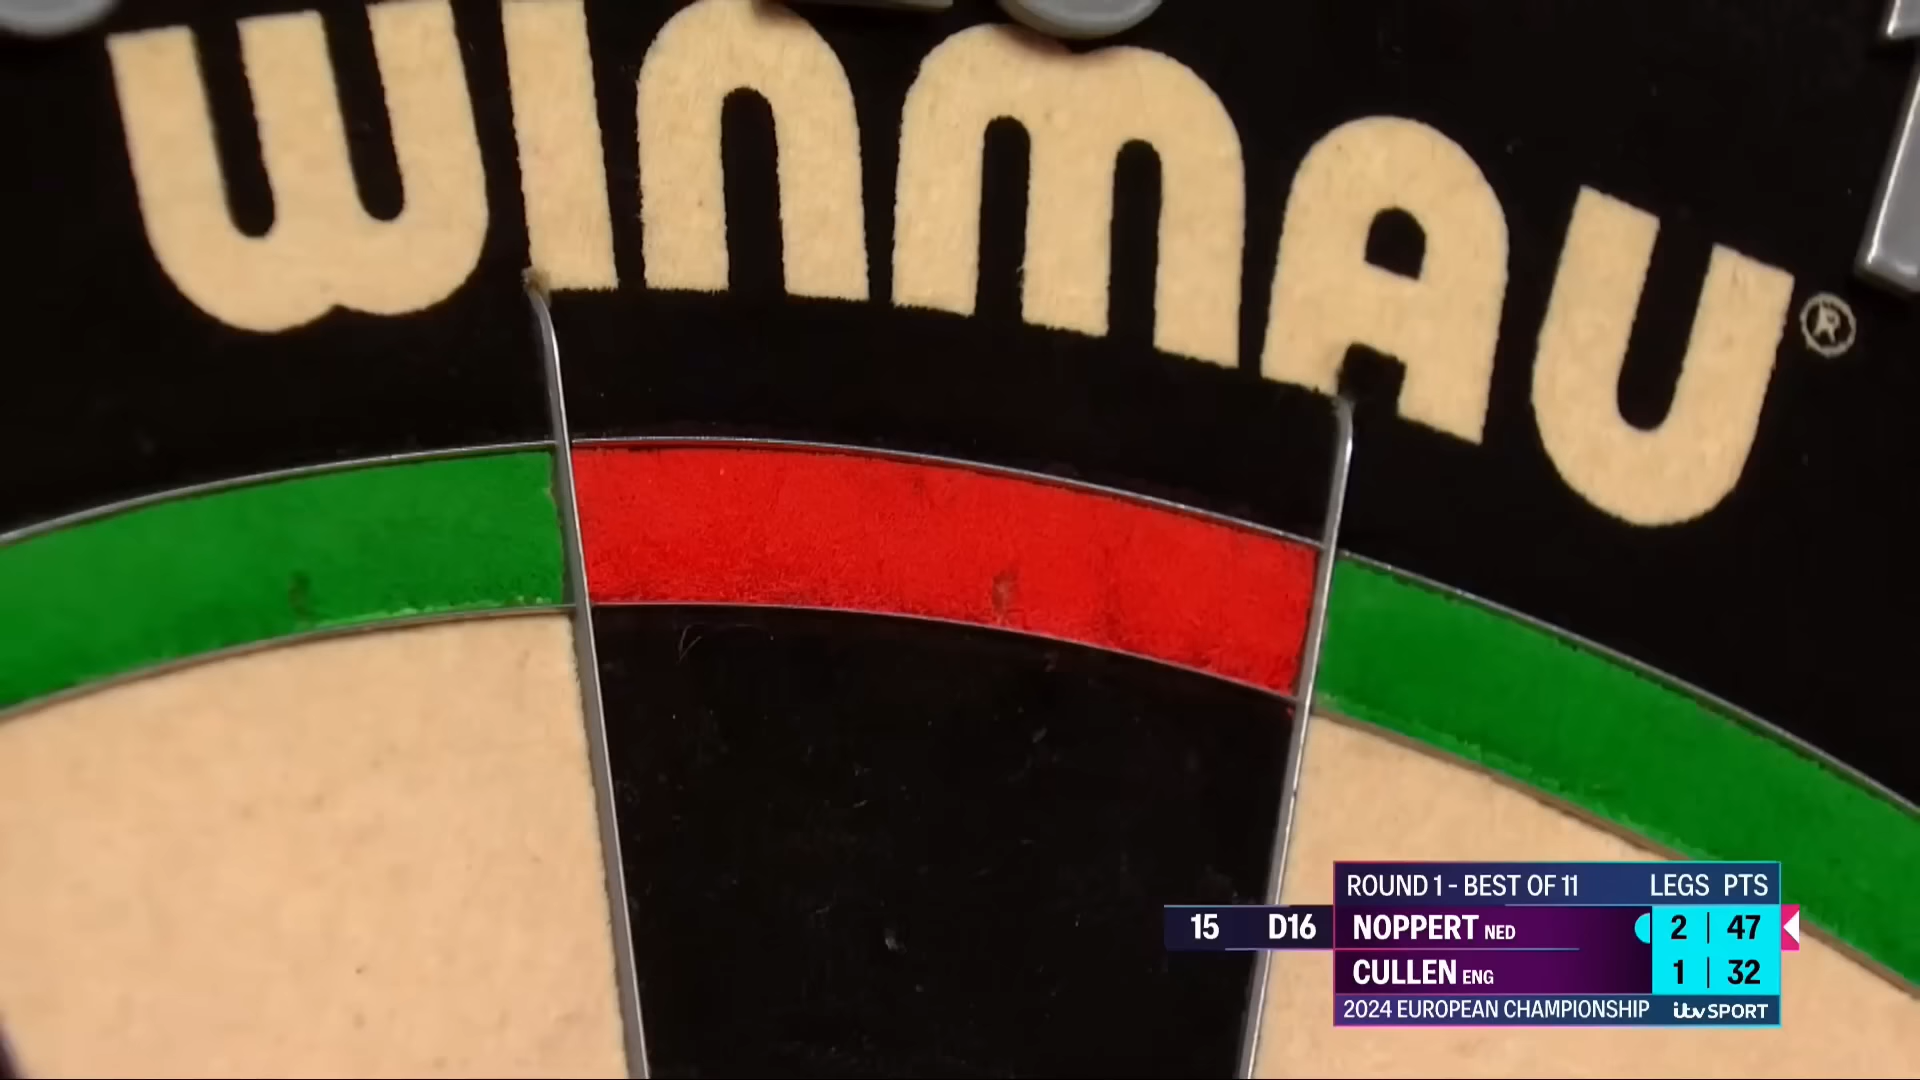 WINMAU®
ROUND 1 - BEST OF 11 LEGS PTS
15 D16 NOPPERT NED 2 47
CULLEN ENG 1 32
2024 EUROPEAN CHAMPIONSHIP itv SPORT